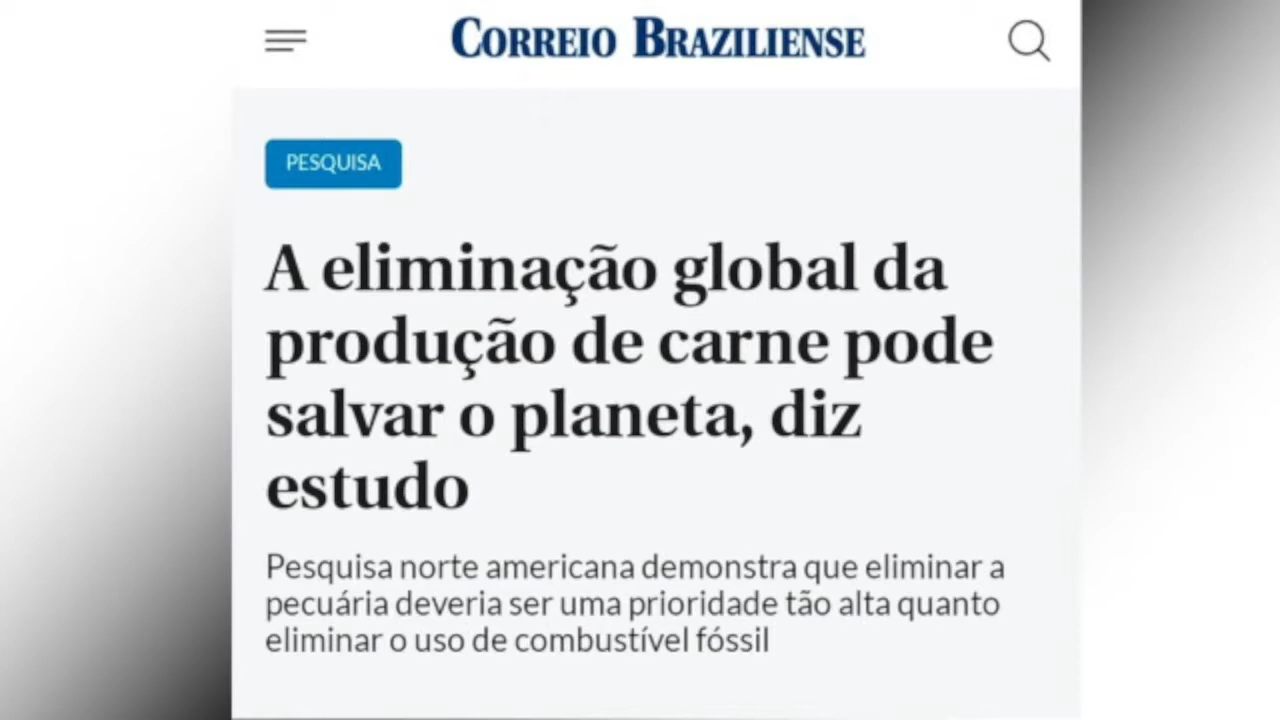 CORREIO BRAZILIENSE
PESQUISA
A eliminação global da
produção de carne pode
salvar o planeta, diz
estudo
Pesquisa norte americana demonstra que eliminar a
pecuária deveria ser uma prioridade tão alta quanto
eliminar o uso de combustível fóssil